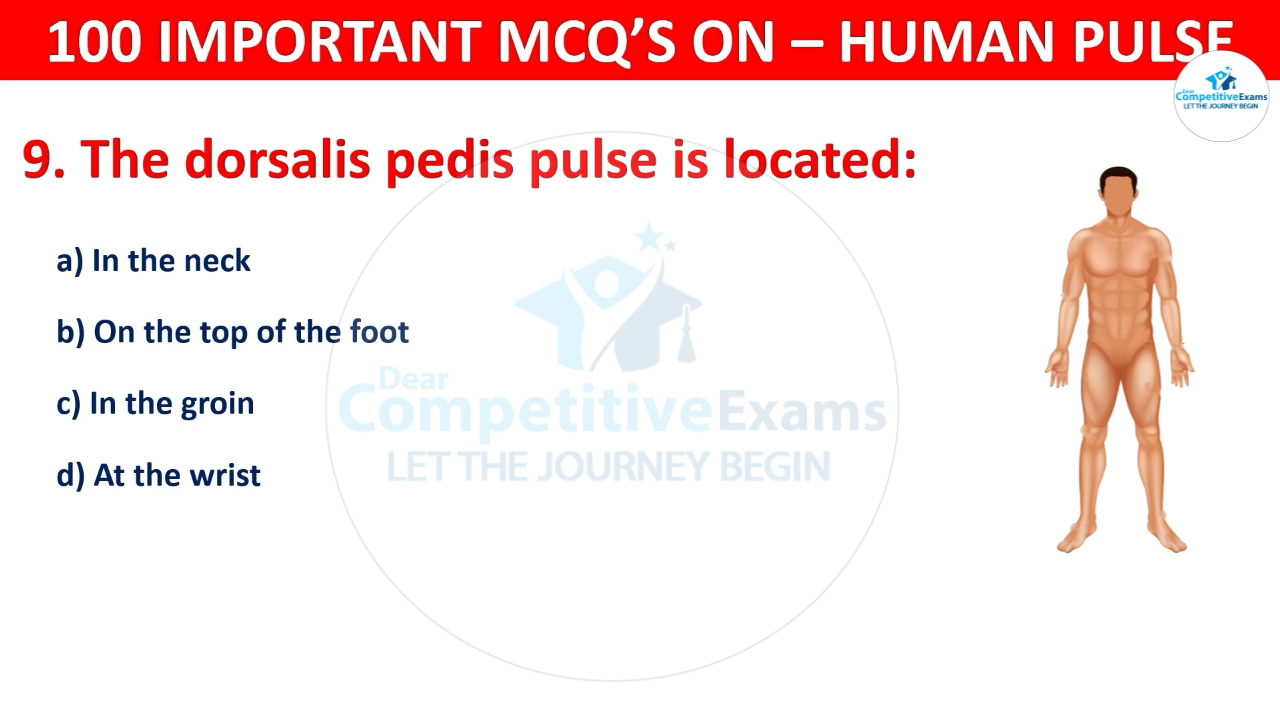 100 IMPORTANT MCQ’S ON – HUMAN PULSE
Dear
CompetitiveExams
LET THE JOURNEY BEGIN
9. The dorsalis pedis pulse is located:
a) In the neck
b) On the top of the foot
c) In the groin
d) At the wrist
Dear
CompetitiveExams
LET THE JOURNEY BEGIN